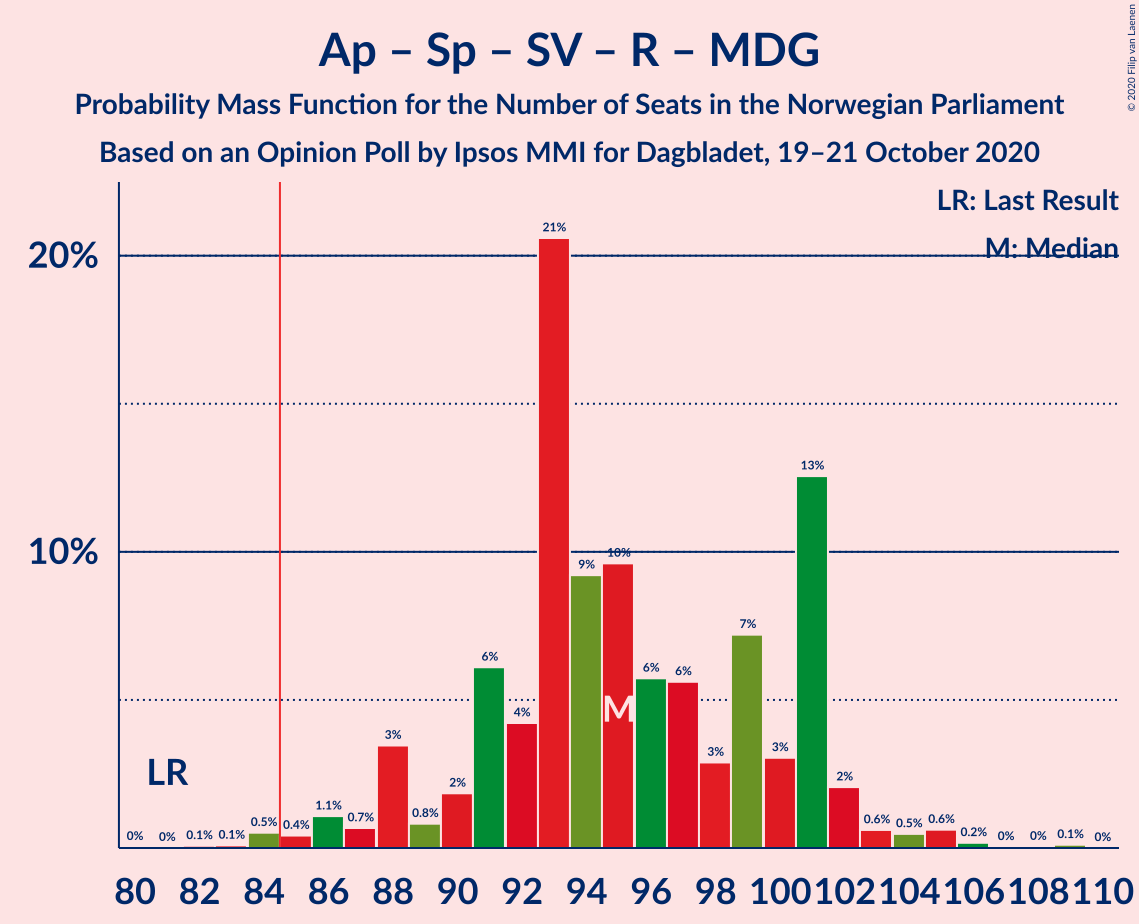 Ap – Sp – SV – R – MDG
Probability Mass Function for the Number of Seats in the Norwegian Parliament
Based on an Opinion Poll by Ipsos MMI for Dagbladet, 19–21 October 2020
© 2020 Filip van Laenen
LR: Last Result
M: Median
20%
10%
21%
13%
10%
9%
7%
6%
6%
6%
4%
3%
3%
3%
2%
2%
M
LR
0% 0% 0.1% 0.1% 0.5% 0.4% 1.1% 0.7% 0.8% 0.6% 0.5% 0.6% 0.2% 0% 0% 0.1% 0%
80 82 84 86 88 90 92 94 96 98 100 102 104 106 108 110